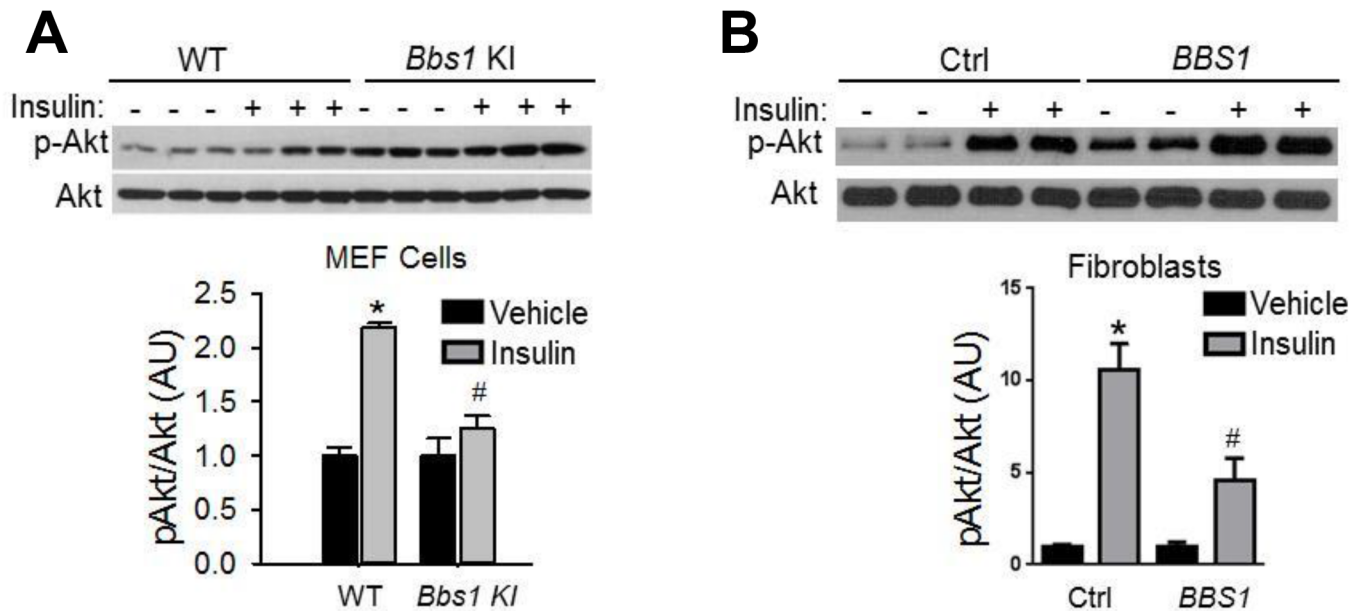 A
WT Bbs1 KI
Insulin: - - - + + + - - - + + +
p-Akt
Akt
MEF Cells
2.5
2.0
1.5
1.0
0.5
0.0
pAkt/Akt (AU)
*
#
Vehicle
Insulin
WT Bbs1 KI
B
Ctrl BBS1
Insulin: - - + + - - + +
p-Akt
Akt
Fibroblasts
15
10
5
0
pAkt/Akt (AU)
*
#
Vehicle
Insulin
Ctrl BBS1